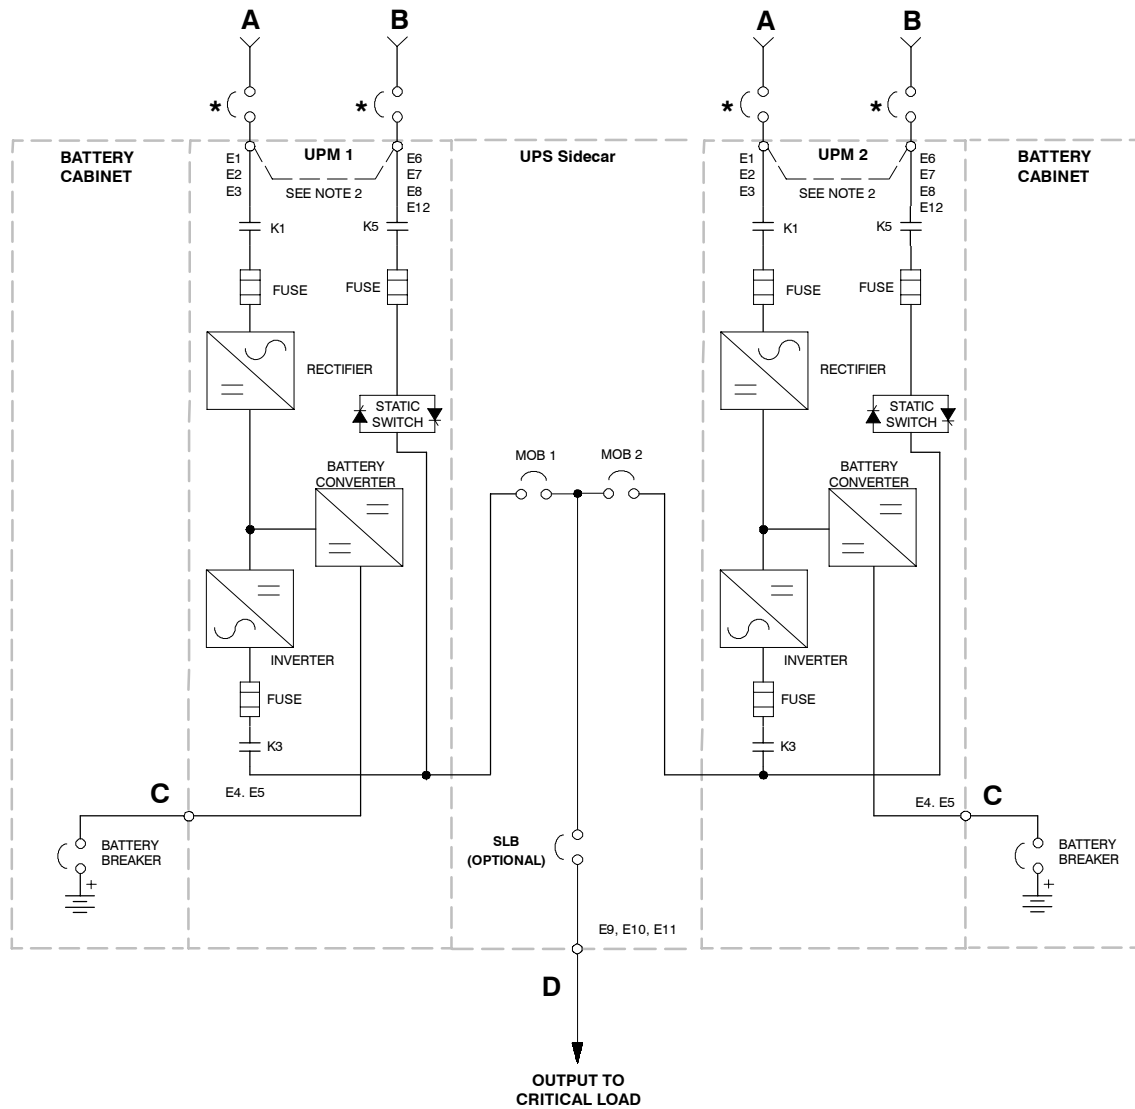 A
B
A
B
*
*
*
*
BATTERY
CABINET
UPM 1
UPS Sidecar
UPM 2
BATTERY
CABINET
E1
E2
E3
E6
E7
E8
E12
SEE NOTE 2
E1
E2
E3
E6
E7
E8
E12
SEE NOTE 2
K1
K5
K1
K5
FUSE
FUSE
FUSE
FUSE
RECTIFIER
RECTIFIER
STATIC
SWITCH
STATIC
SWITCH
MOB 1
MOB 2
BATTERY
CONVERTER
BATTERY
CONVERTER
INVERTER
INVERTER
FUSE
FUSE
K3
K3
C
E4. E5
E4. E5
C
BATTERY
BREAKER
+
SLB
(OPTIONAL)
BATTERY
BREAKER
+
E9, E10, E11
D
OUTPUT TO
CRITICAL LOAD